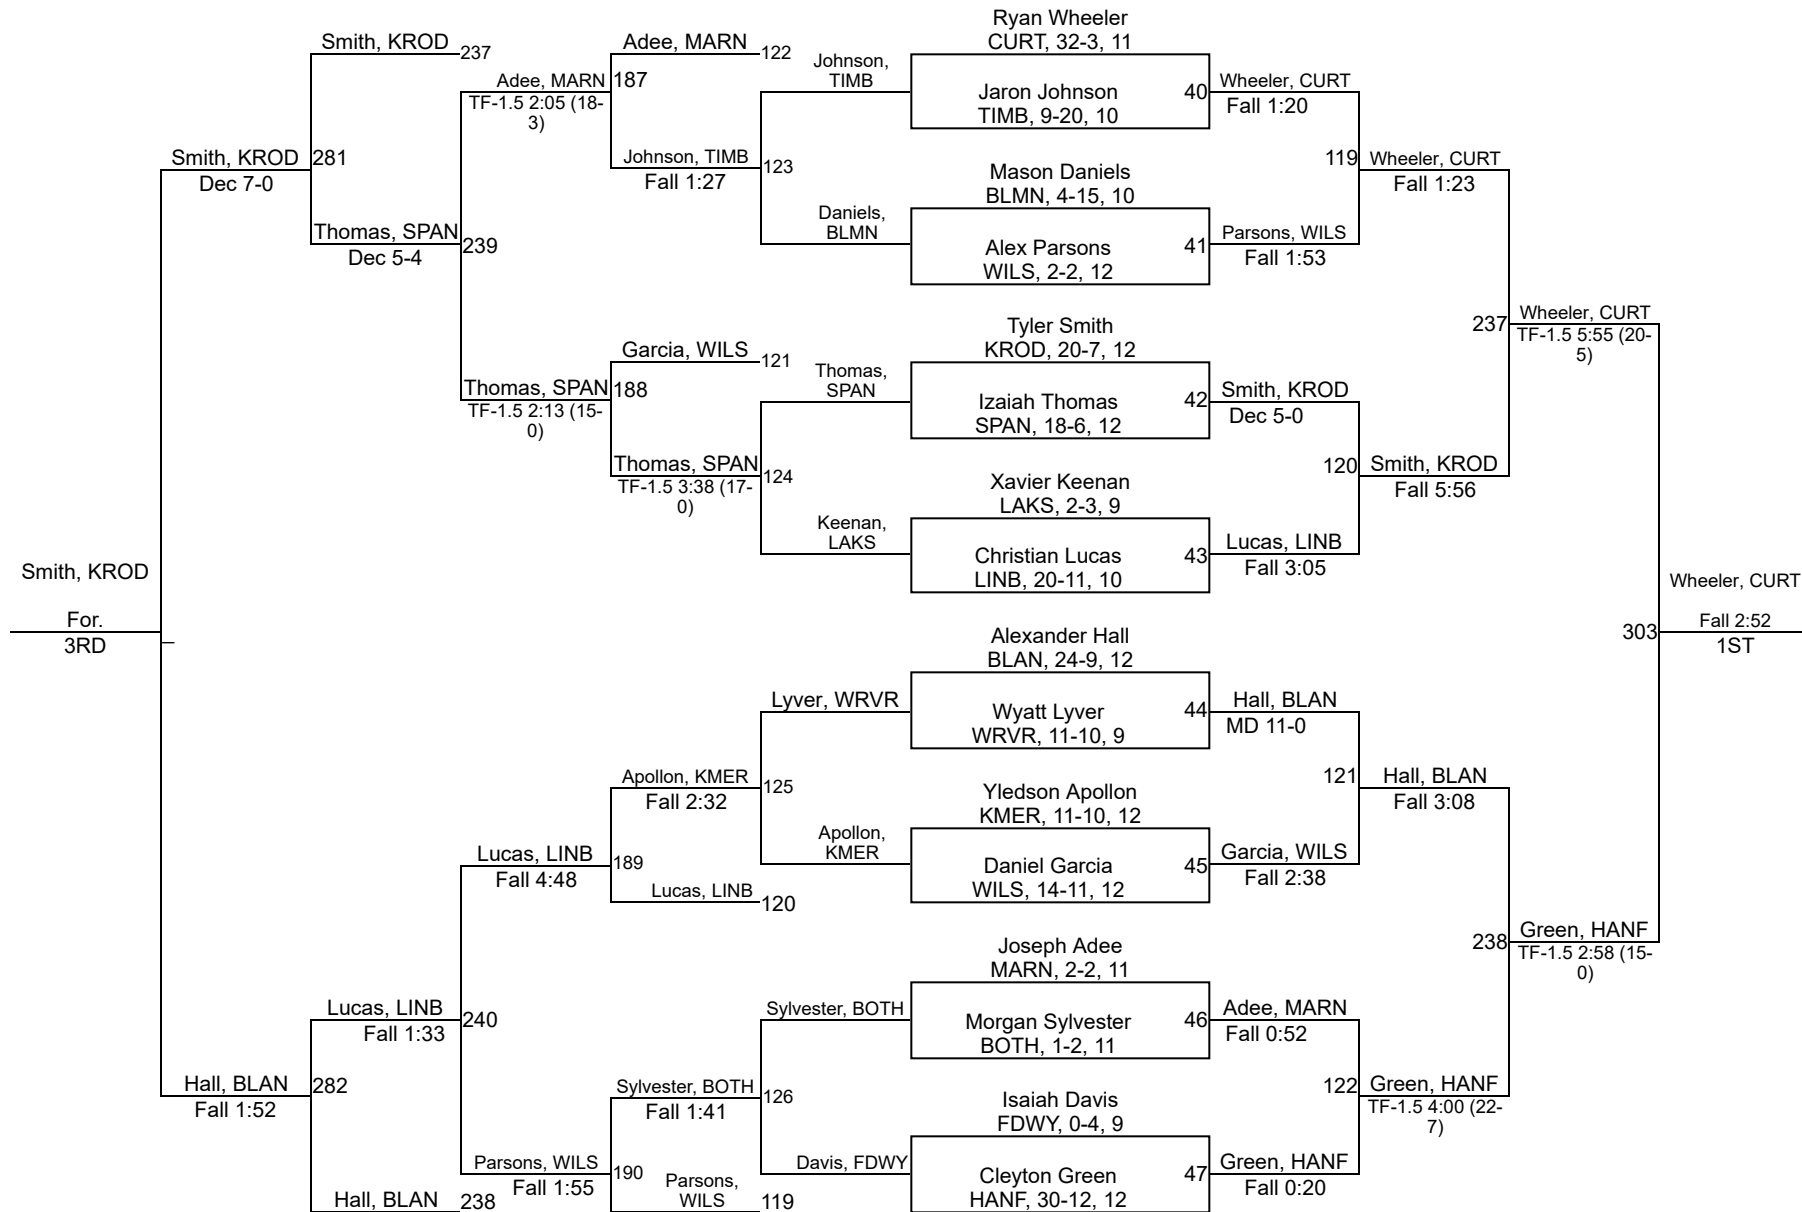 Ryan Wheeler
CURT, 32-3, 11
Smith, KROD
237
Adee, MARN
122
Johnson,
TIMB
Adee, MARN
187
TF-1.5 2:05 (18-
3)
Jaron Johnson
TIMB, 9-20, 10
40
Wheeler, CURT
Fall 1:20
Smith, KROD
281
Dec 7-0
Johnson, TIMB
Fall 1:27
123
Mason Daniels
BLMN, 4-15, 10
119
Wheeler, CURT
Fall 1:23
Thomas, SPAN
Dec 5-4
239
Daniels,
BLMN
Alex Parsons
WILS, 2-2, 12
41
Parsons, WILS
Fall 1:53
Tyler Smith
KROD, 20-7, 12
237
Wheeler, CURT
TF-1.5 5:55 (20-
5)
Garcia, WILS
121
Thomas,
SPAN
Thomas, SPAN
188
TF-1.5 2:13 (15-
0)
Izaiah Thomas
SPAN, 18-6, 12
42
Smith, KROD
Dec 5-0
Thomas, SPAN
TF-1.5 3:38 (17-
0)
124
Xavier Keenan
LAKS, 2-3, 9
120
Smith, KROD
Fall 5:56
Keenan,
LAKS
Christian Lucas
LINB, 20-11, 10
43
Lucas, LINB
Fall 3:05
Smith, KROD
For.
3RD
Wheeler, CURT
303
Fall 2:52
1ST
Alexander Hall
BLAN, 24-9, 12
Lyver, WRVR
Wyatt Lyver
WRVR, 11-10, 9
44
Hall, BLAN
MD 11-0
Apollon, KMER
Fall 2:32
125
Yledson Apollon
KMER, 11-10, 12
121
Hall, BLAN
Fall 3:08
Apollon,
KMER
Lucas, LINB
Fall 4:48
189
Daniel Garcia
WILS, 14-11, 12
45
Garcia, WILS
Fall 2:38
Lucas, LINB
120
Joseph Adee
MARN, 2-2, 11
238
Green, HANF
TF-1.5 2:58 (15-
0)
Lucas, LINB
Fall 1:33
240
Sylvester, BOTH
Morgan Sylvester
BOTH, 1-2, 11
46
Adee, MARN
Fall 0:52
Hall, BLAN
Fall 1:52
282
Sylvester, BOTH
Fall 1:41
126
Isaiah Davis
FDWY, 0-4, 9
122
Green, HANF
TF-1.5 4:00 (22-
7)
Parsons, WILS
Fall 1:55
190
Davis, FDWY
Cleyton Green
HANF, 30-12, 12
47
Green, HANF
Fall 0:20
Hall, BLAN
238
Parsons,
WILS
119